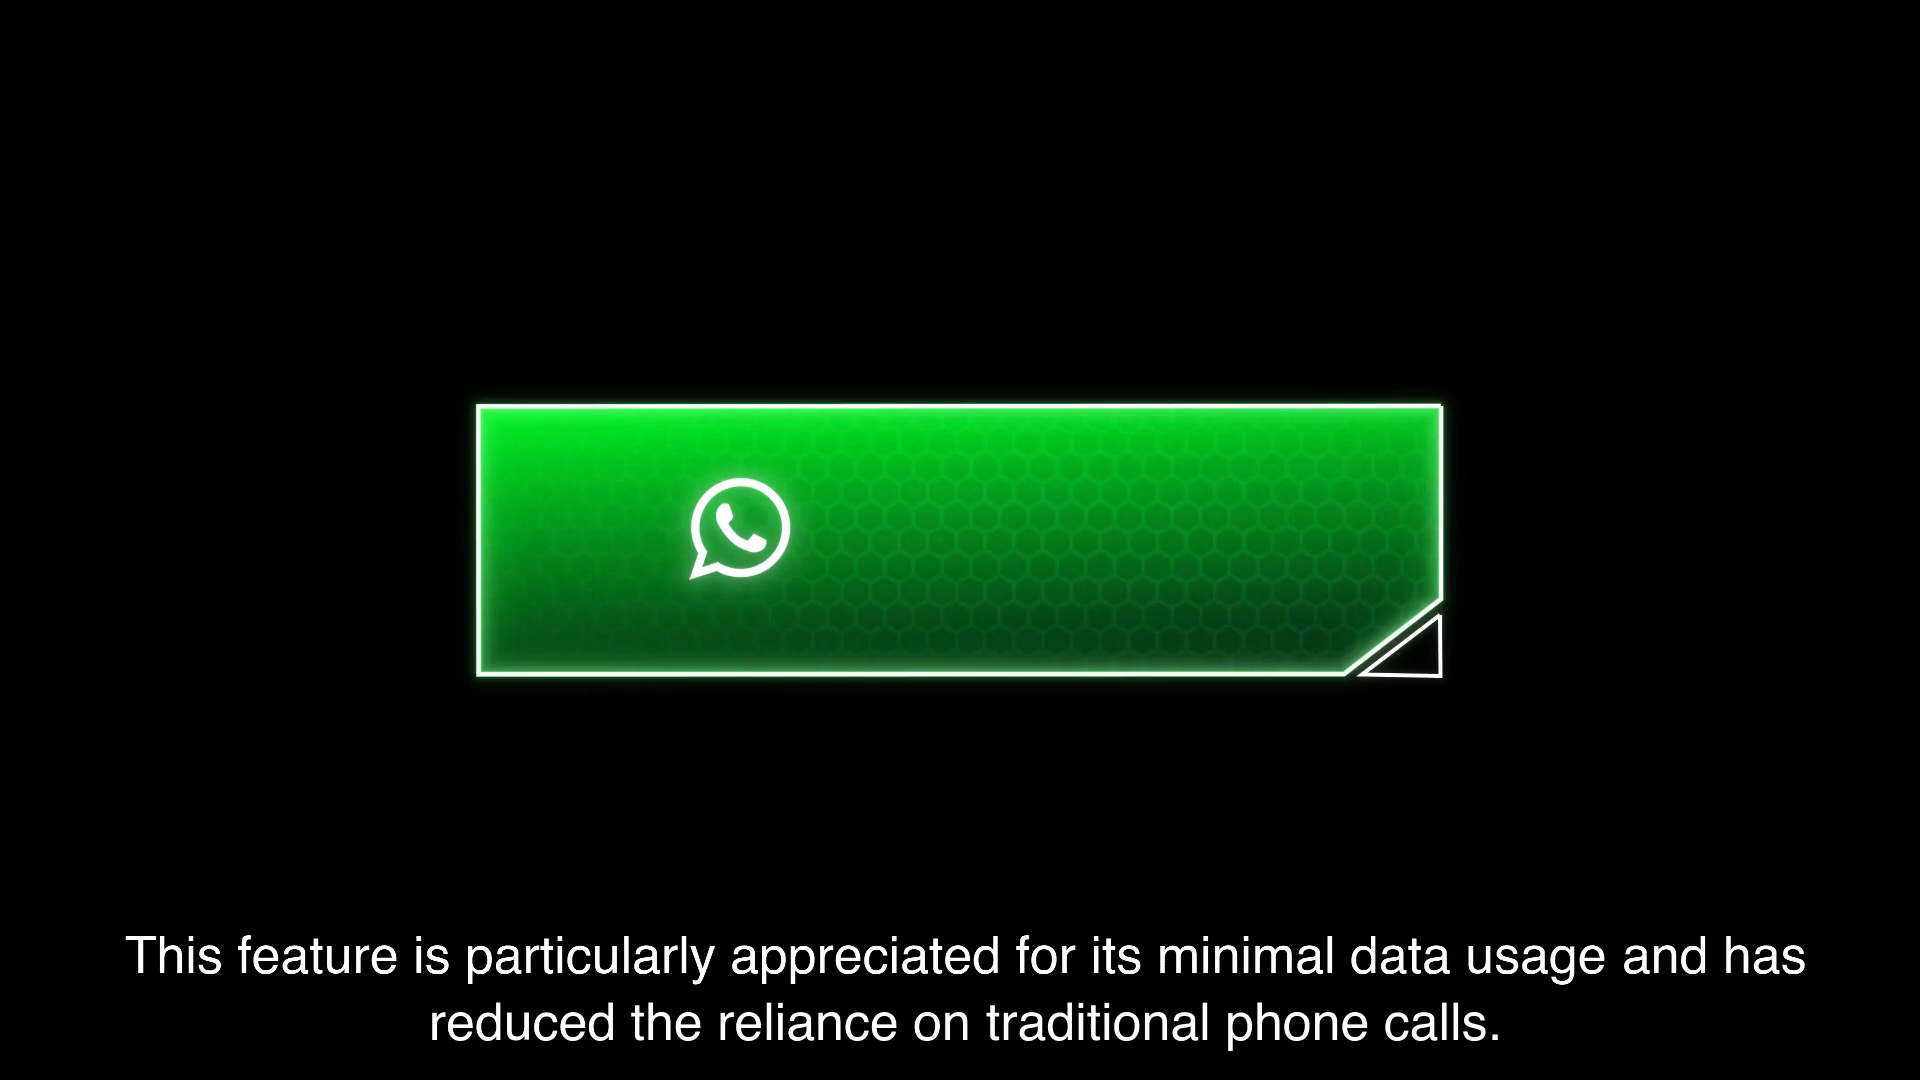 This feature is particularly appreciated for its minimal data usage and has
reduced the reliance on traditional phone calls.